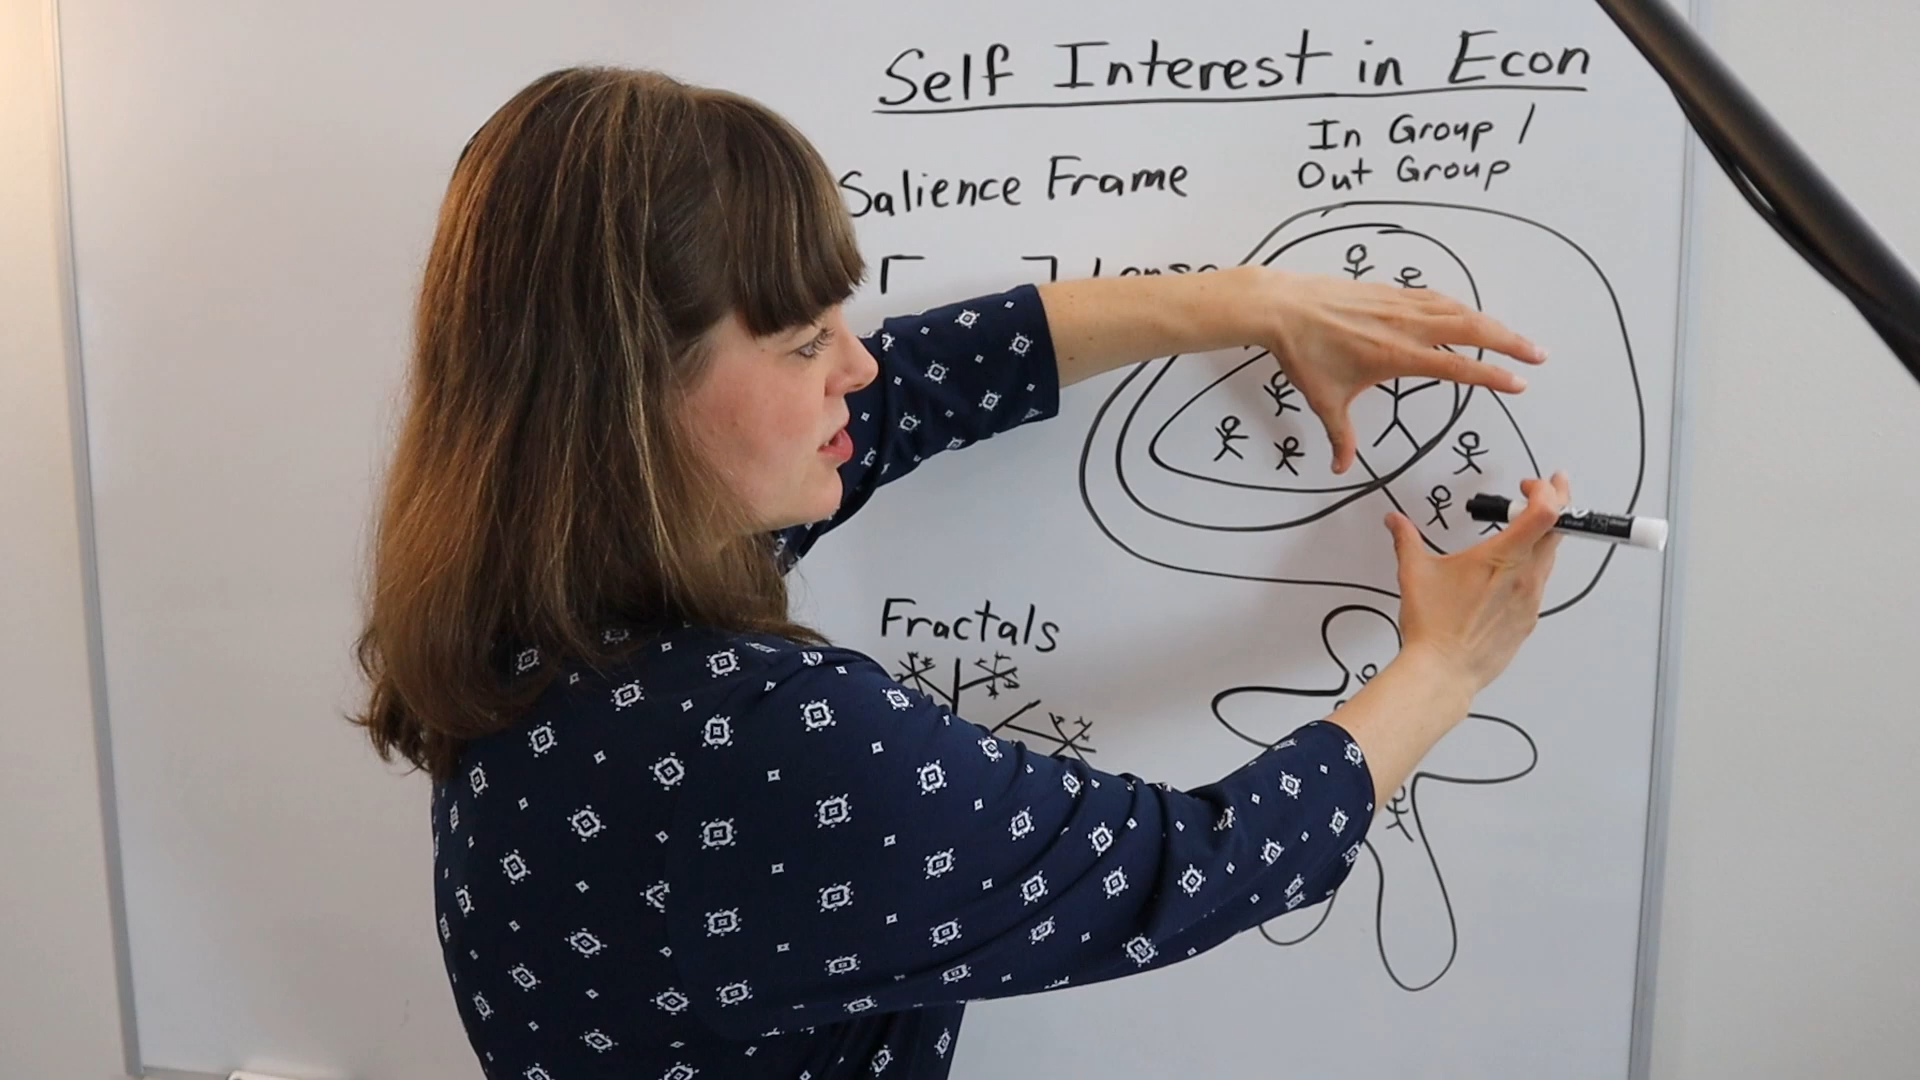 Self Interest in Econ
In Group /
Out Group
Salience Frame
Fractals